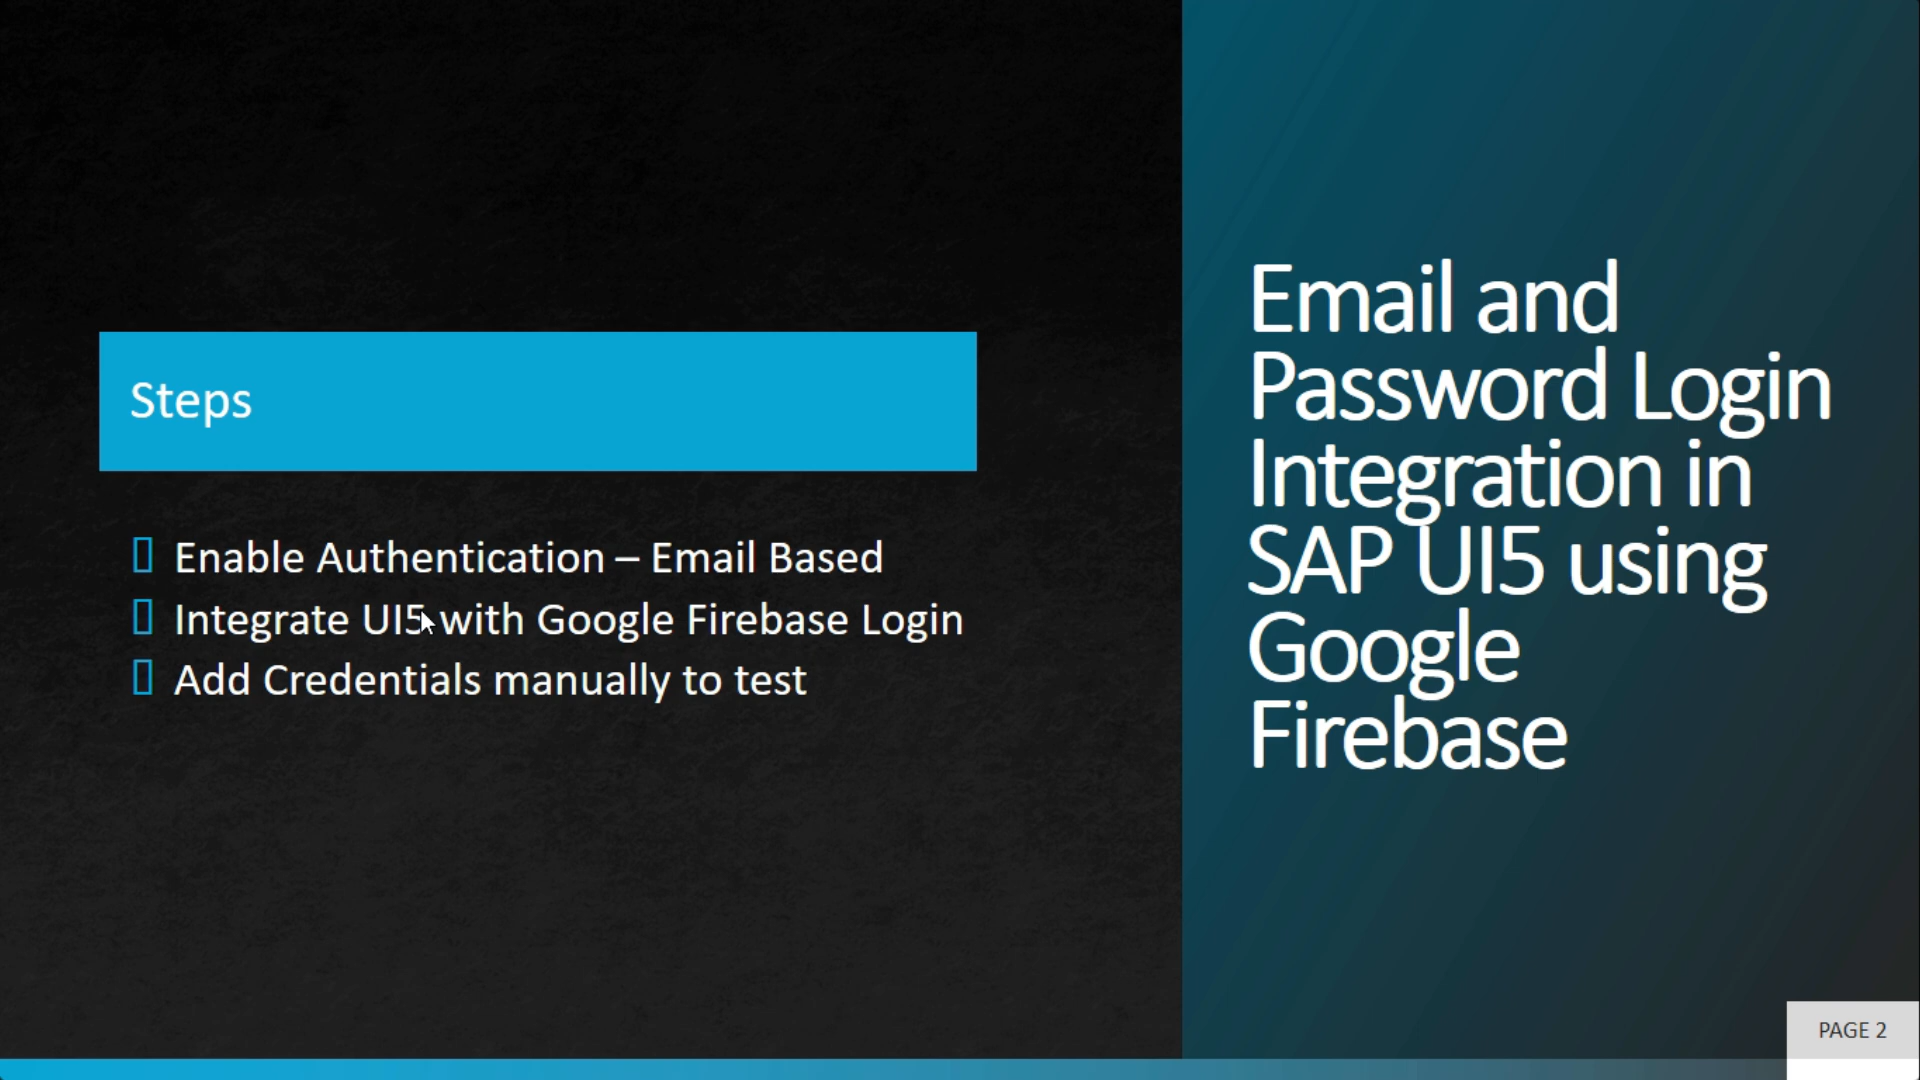 Steps
Enable Authentication – Email Based
Integrate UI5 with Google Firebase Login
Add Credentials manually to test
Email and
Password Login
Integration in
SAP UI5 using
Google
Firebase
PAGE 2